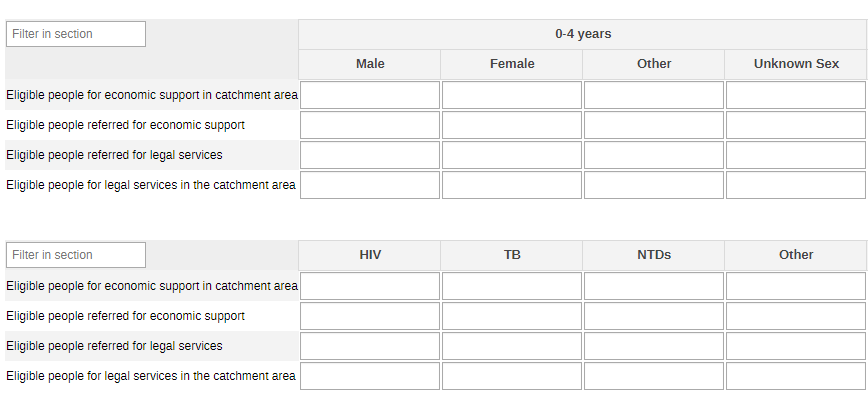 Filter in section
0-4 years
Male Female Other Unknown Sex
Eligible people for economic support in catchment area
Eligible people referred for economic support
Eligible people referred for legal services
Eligible people for legal services in the catchment area
Filter in section HIV TB NTDs Other
Eligible people for economic support in catchment area
Eligible people referred for economic support
Eligible people referred for legal services
Eligible people for legal services in the catchment area